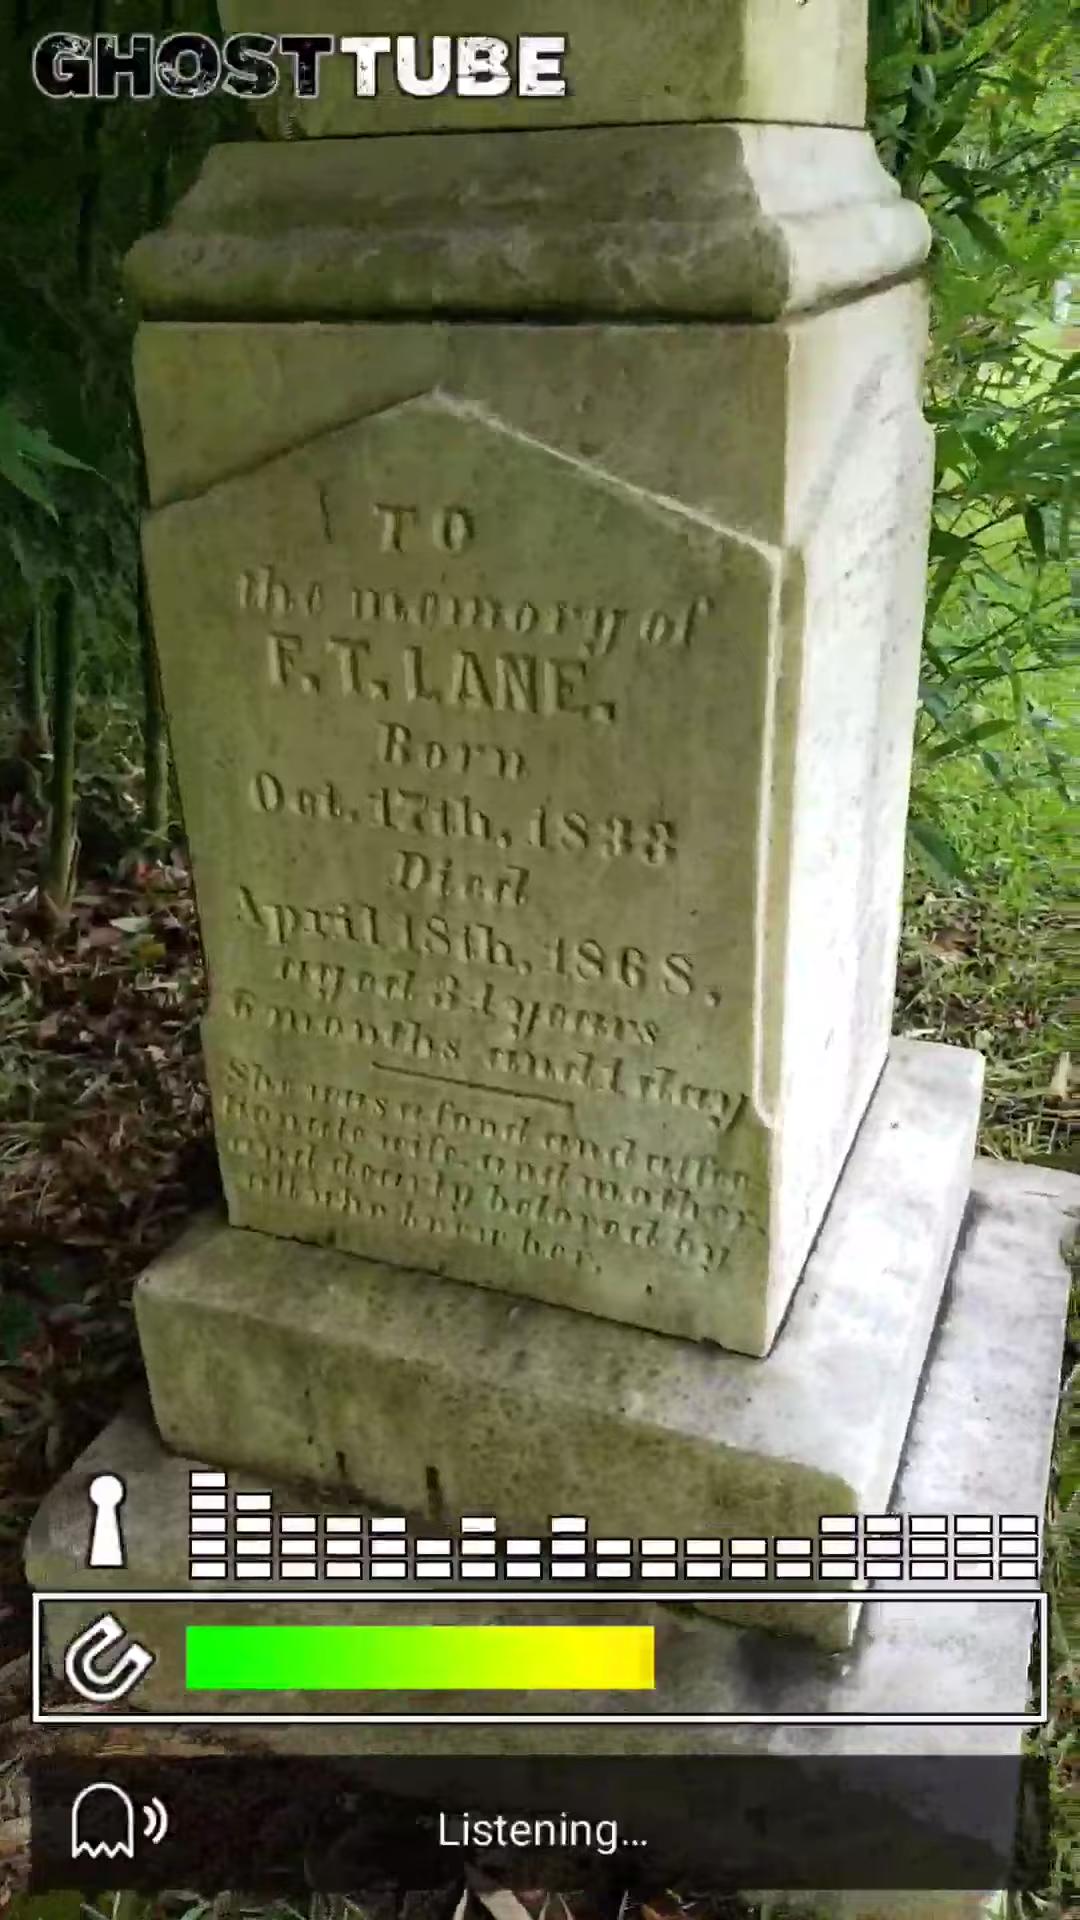 GHOSTTUBE
TO
the memory of
F. T. LANE.
Born
Oct. 17th, 1833
Died
April 18th, 1868,
aged 34 years
6 months and 1 day
She was a fond and affec
tionate wife and mother
and dearly beloved by
all who knew her.
Listening...